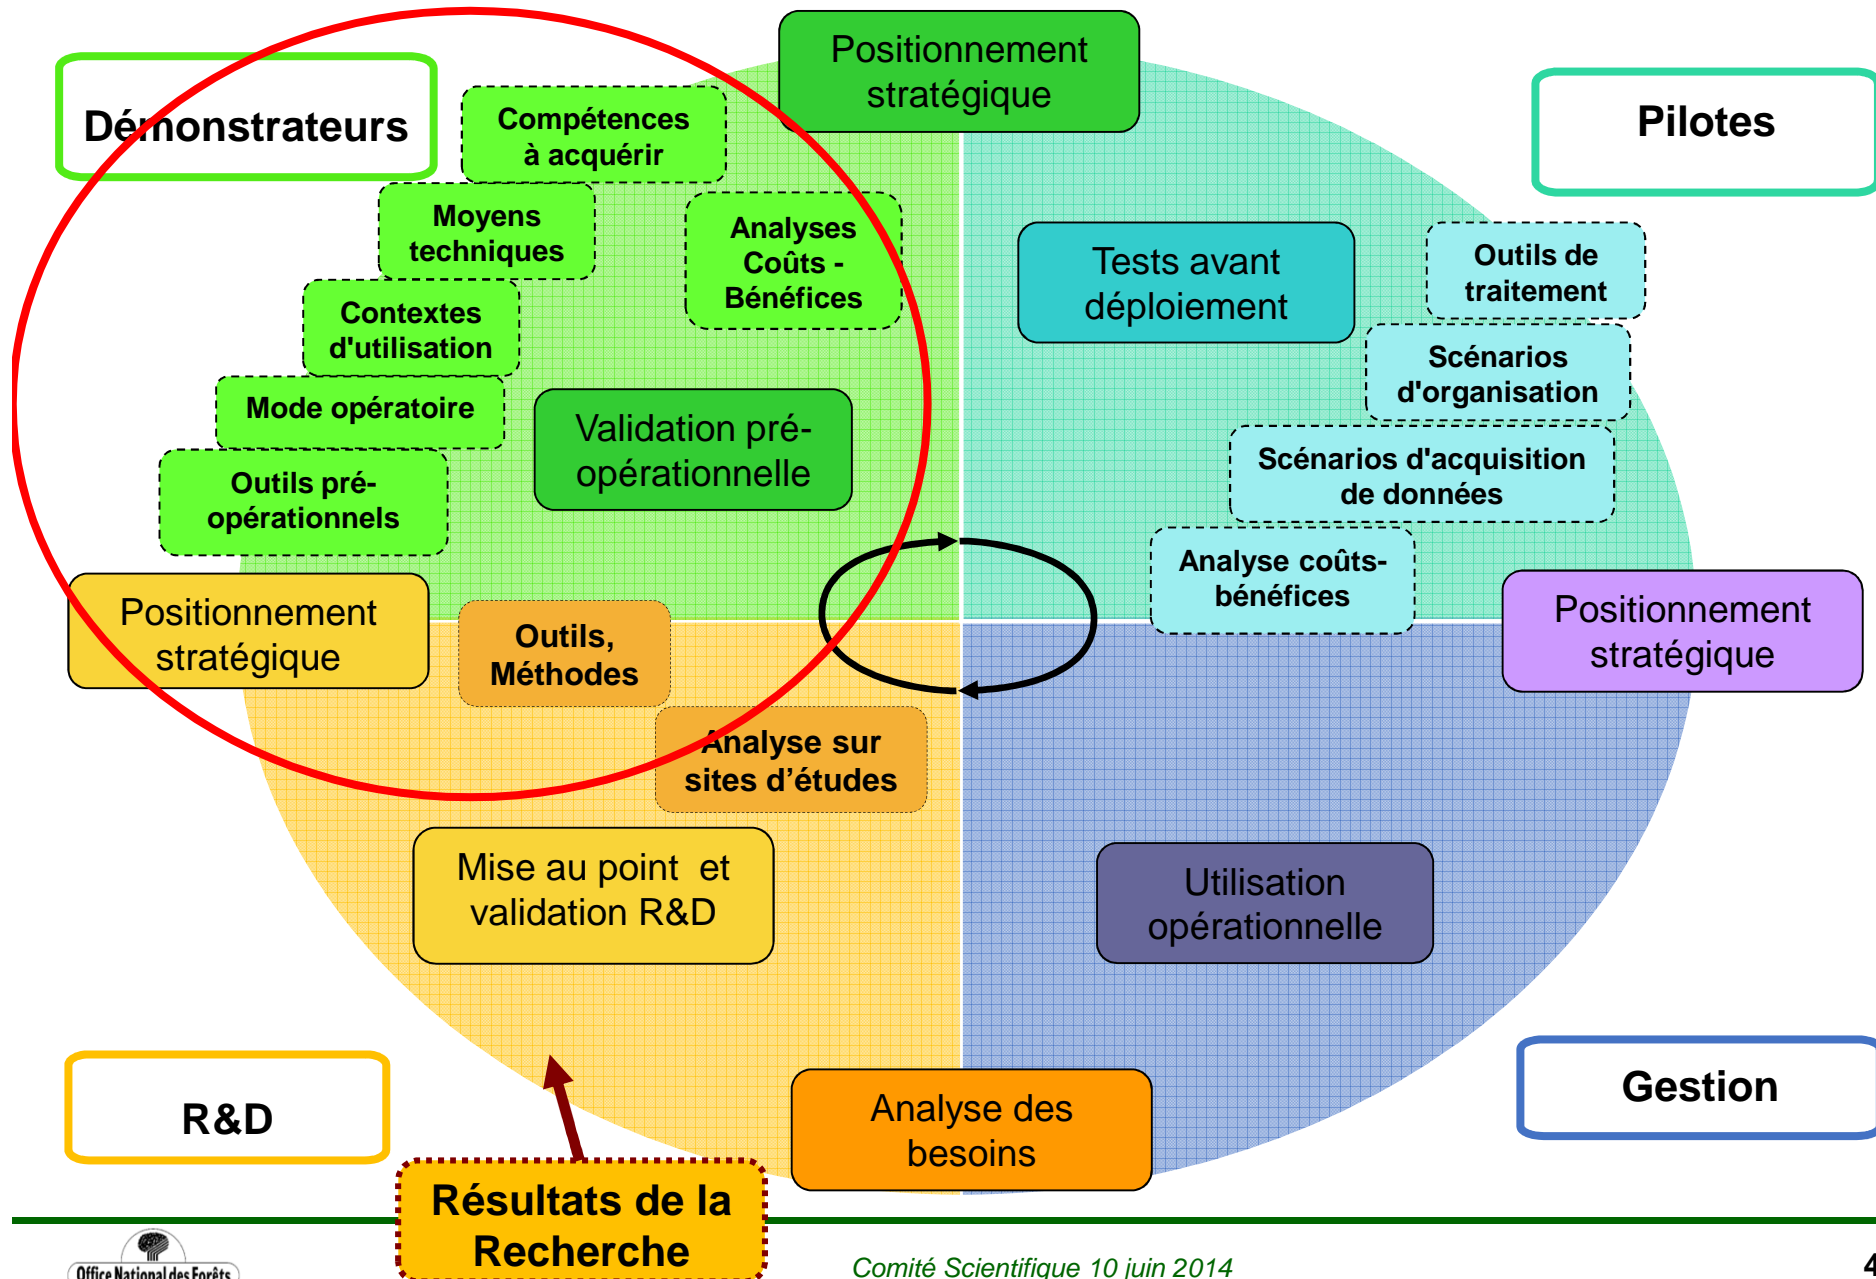 Positionnement
stratégique
Démonstrateurs
Compétences
à acquérir
Moyens
techniques
Analyses
Coûts -
Bénéfices
Contextes
d'utilisation
Mode opératoire
Outils pré-
opérationnels
Validation pré-
opérationnelle
Pilotes
Tests avant
déploiement
Outils de
traitement
Scénarios
d'organisation
Scénarios d'acquisition
de données
Analyse coûts-
bénéfices
Positionnement
stratégique
Outils,
Méthodes
Analyse sur
sites d’études
Positionnement
stratégique
Mise au point  et
validation R&D
Utilisation
opérationnelle
R&D
Analyse des
besoins
Gestion
Résultats de la
Recherche
Office National des Forêts
Comité Scientifique 10 juin 2014
4